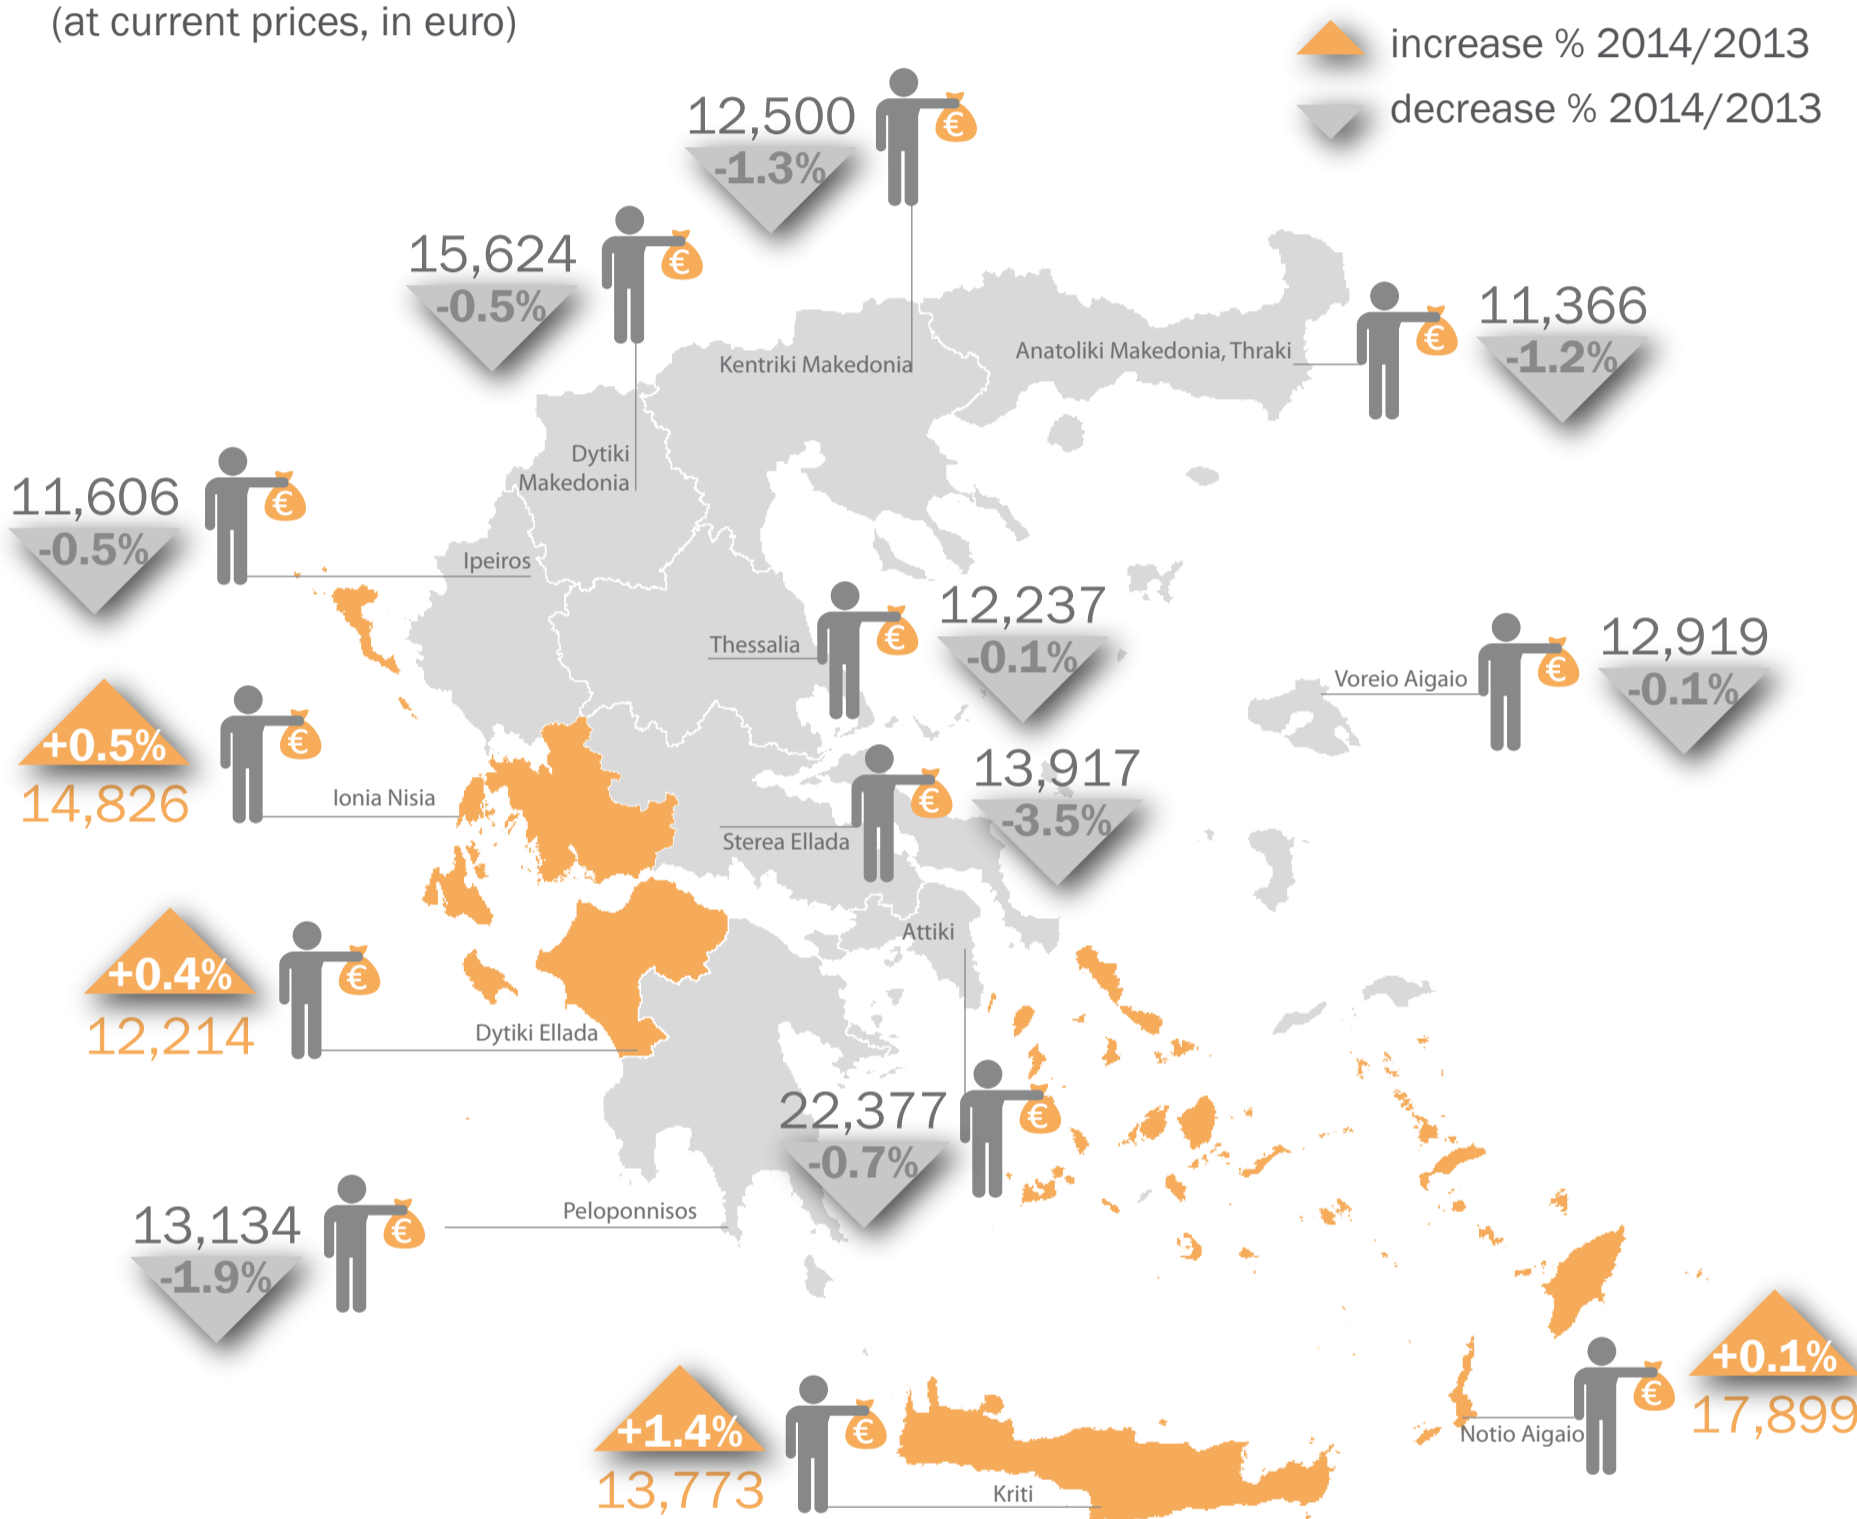 (at current prices, in euro)
increase % 2014/2013
decrease % 2014/2013
12,500
-1.3%
€
15,624
-0.5%
€
11,366
-1.2%
€
Kentriki Makedonia
Anatoliki Makedonia, Thraki
Dytiki
Makedonia
11,606
-0.5%
€
Ipeiros
12,237
-0.1%
€
Thessalia
12,919
-0.1%
€
Voreio Aigaio
+0.5%
14,826
€
Ionia Nisia
13,917
-3.5%
€
Sterea Ellada
Attiki
+0.4%
12,214
€
Dytiki Ellada
22,377
-0.7%
€
13,134
-1.9%
€
Peloponnisos
+0.1%
17,899
€
Notio Aigaio
+1.4%
13,773
€
Kriti